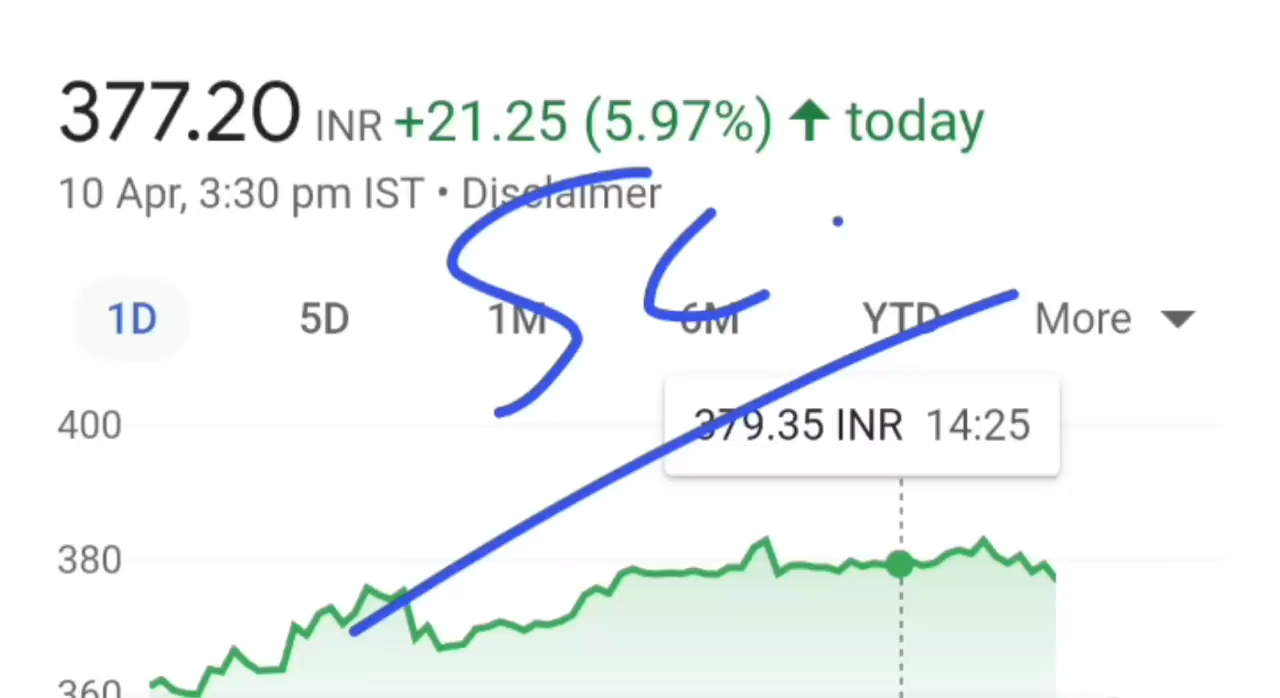 377.20 INR +21.25 (5.97%) ↑ today
10 Apr, 3:30 pm IST • Disclaimer
1D 5D 1M 6M YTD More
379.35 INR 14:25
400
380
360